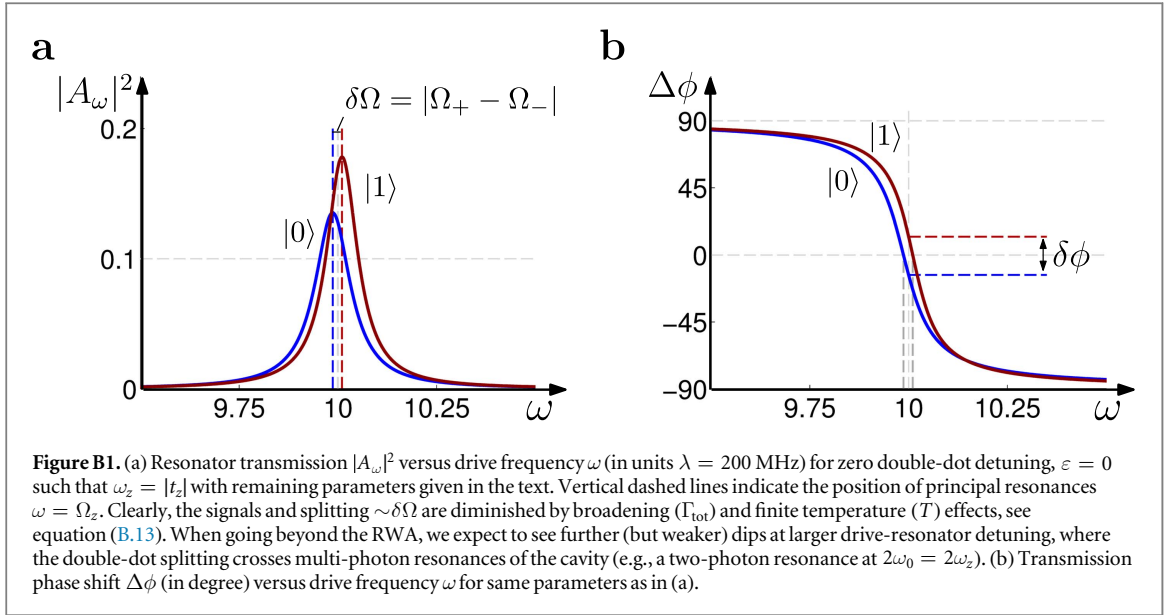 a
|A_ω|²
δΩ = |Ω₊ − Ω₋|
0.2
|1⟩
|0⟩
0.1
0
9.75 10 10.25 ω
b
Δϕ
90
|1⟩
|0⟩
45
0
δϕ
−45
−90
9.75 10 10.25 ω
Figure B1. (a) Resonator transmission |A_ω|² versus drive frequency ω (in units λ = 200 MHz) for zero double-dot detuning, ε = 0
such that ω_z = |t_z| with remaining parameters given in the text. Vertical dashed lines indicate the position of principal resonances
ω = Ω_z. Clearly, the signals and splitting ~δΩ are diminished by broadening (Γ_tot) and finite temperature (T) effects, see
equation (B.13). When going beyond the RWA, we expect to see further (but weaker) dips at larger drive-resonator detuning, where
the double-dot splitting crosses multi-photon resonances of the cavity (e.g., a two-photon resonance at 2ω₀ = 2ω_z). (b) Transmission
phase shift Δϕ (in degree) versus drive frequency ω for same parameters as in (a).